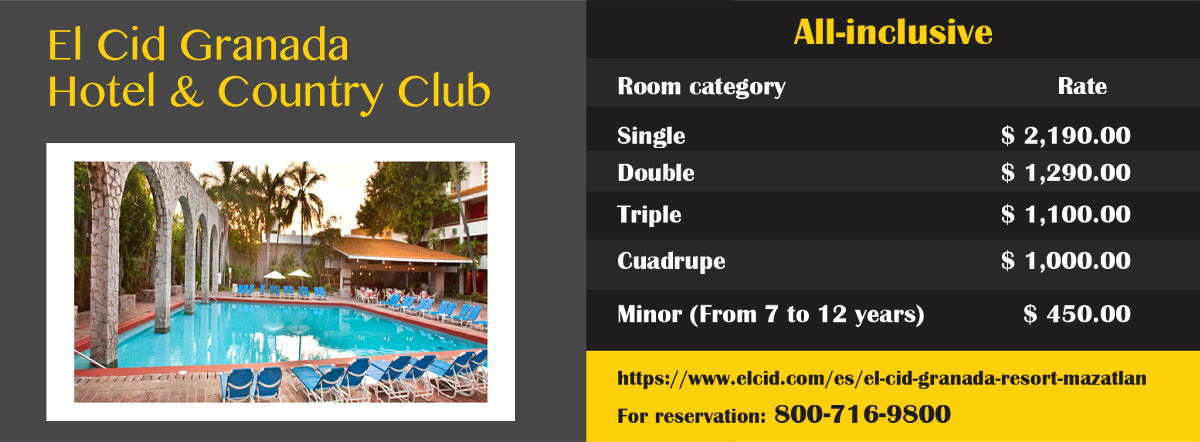 El Cid Granada
Hotel & Country Club
All-inclusive
Room category Rate
Single $ 2,190.00
Double $ 1,290.00
Triple $ 1,100.00
Cuadrupe $ 1,000.00
Minor (From 7 to 12 years) $ 450.00
https://www.elcid.com/es/el-cid-granada-resort-mazatlan
For reservation: 800-716-9800